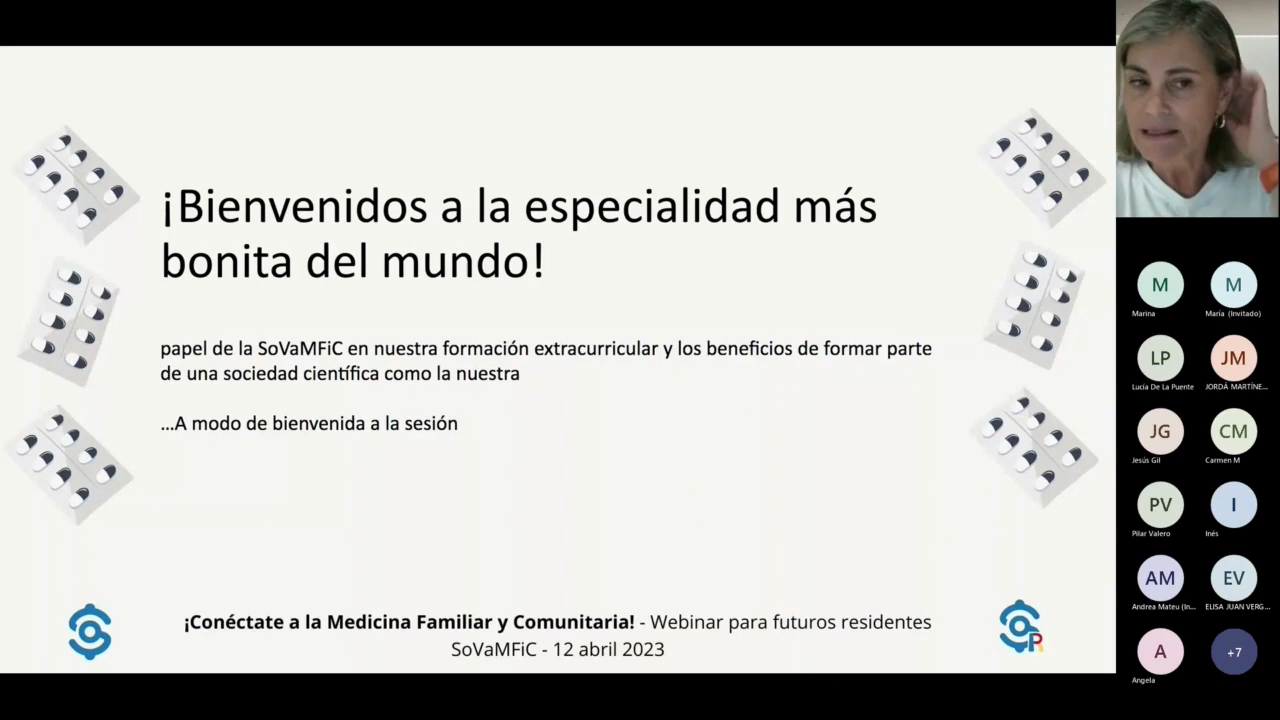 ¡Bienvenidos a la especialidad más
bonita del mundo!
papel de la SoVaMFiC en nuestra formación extracurricular y los beneficios de formar parte
de una sociedad científica como la nuestra
...A modo de bienvenida a la sesión
¡Conéctate a la Medicina Familiar y Comunitaria! - Webinar para futuros residentes
SoVaMFiC - 12 abril 2023
R
M
M
Marina
María (Invitado)
LP
JM
Lucía De La Puente
JORDÁ MARTÍNE...
JG
CM
Jesús Gil
Carmen M
PV
I
Pilar Valero
Inés
AM
EV
Andrea Mateu (In...
ELISA JUAN VERG...
A
+7
Angela